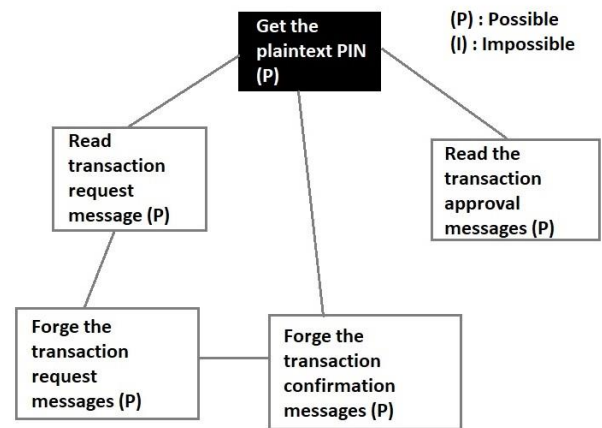 Get the
plaintext PIN
(P)
(P) : Possible
(I) : Impossible
Read
transaction
request
message (P)
Read the
transaction
approval
messages (P)
Forge the
transaction
request
messages (P)
Forge the
transaction
confirmation
messages (P)